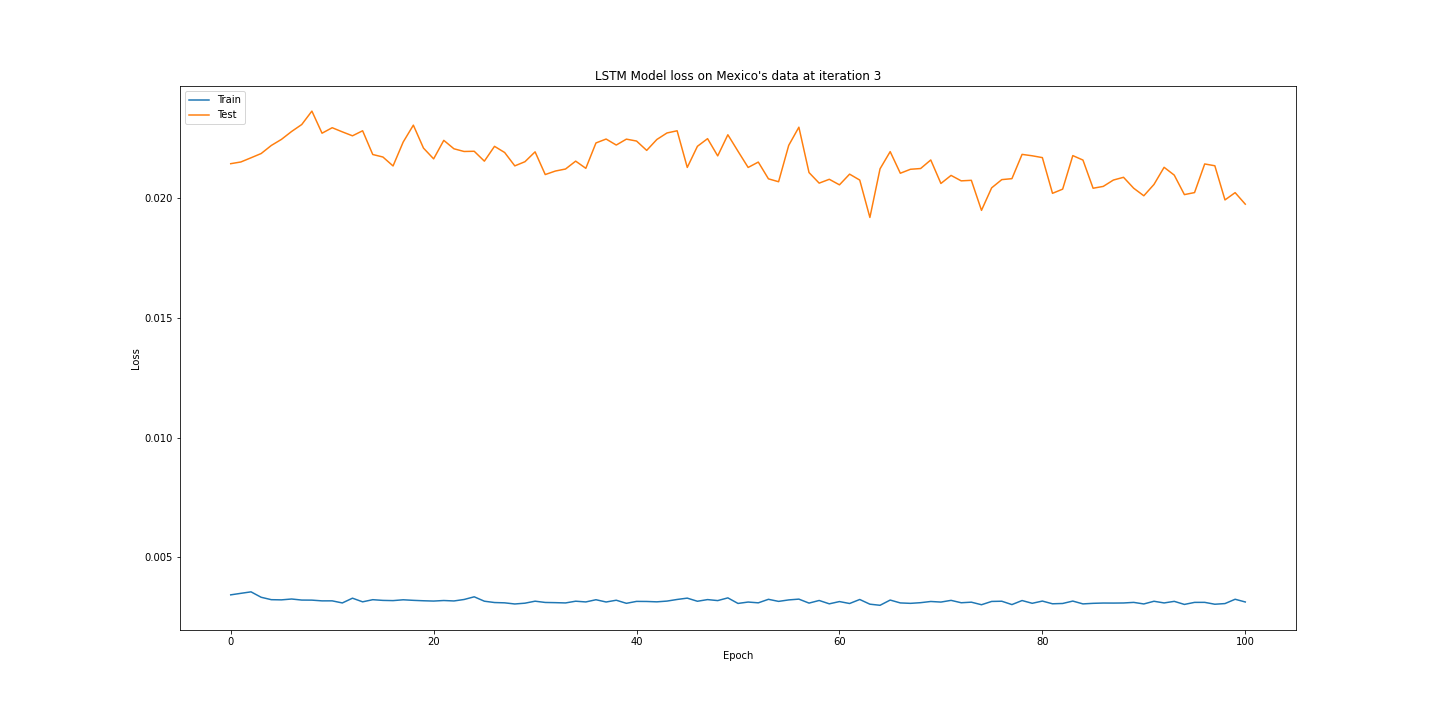 LSTM Model loss on Mexico's data at iteration 3
Train
Test
0.020
0.015
0.010
0.005
Loss
0 20 40 60 80 100
Epoch